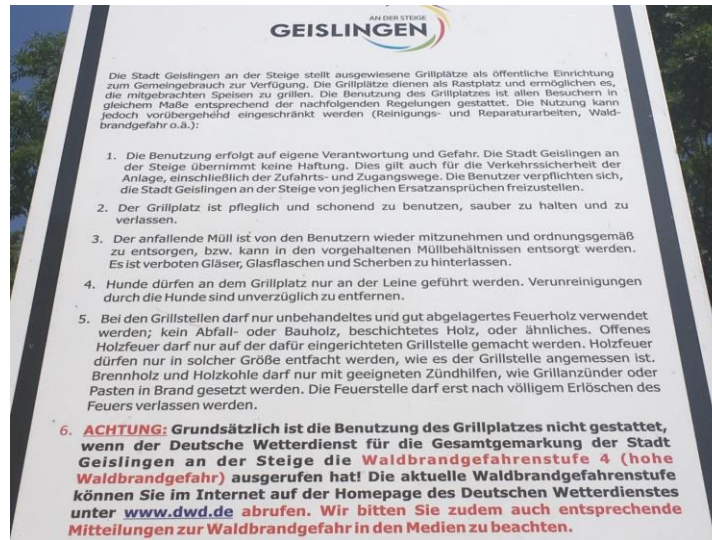 AN DER STEIGE
GEISLINGEN
Die Stadt Geislingen an der Steige stellt ausgewiesene Grillplätze als öffentliche Einrichtung
zum Gemeingebrauch zur Verfügung. Die Grillplätze dienen als Rastplatz und ermöglichen es,
die mitgebrachten Speisen zu grillen. Die Benutzung des Grillplatzes ist allen Besuchern in
gleichem Maße entsprechend der nachfolgenden Regelungen gestattet. Die Nutzung kann
jedoch vorübergehend eingeschränkt werden (Reinigungs- und Reparaturarbeiten, Wald-
brandgefahr o.ä.):
1. Die Benutzung erfolgt auf eigene Verantwortung und Gefahr. Die Stadt Geislingen an
der Steige übernimmt keine Haftung. Dies gilt auch für die Verkehrssicherheit der
Anlage, einschließlich der Zufahrts- und Zugangswege. Die Benutzer verpflichten sich,
die Stadt Geislingen an der Steige von jeglichen Ersatzansprüchen freizustellen.
2. Der Grillplatz ist pfleglich und schonend zu benutzen, sauber zu halten und zu
verlassen.
3. Der anfallende Müll ist von den Benutzern wieder mitzunehmen und ordnungsgemäß
zu entsorgen, bzw. kann in den vorgehaltenen Müllbehältnissen entsorgt werden.
Es ist verboten Gläser, Glasflaschen und Scherben zu hinterlassen.
4. Hunde dürfen an dem Grillplatz nur an der Leine geführt werden. Verunreinigungen
durch die Hunde sind unverzüglich zu entfernen.
5. Bei den Grillstellen darf nur unbehandeltes und gut abgelagertes Feuerholz verwendet
werden; kein Abfall- oder Bauholz, beschichtetes Holz, oder ähnliches. Offenes
Holzfeuer darf nur auf der dafür eingerichteten Grillstelle gemacht werden. Holzfeuer
dürfen nur in solcher Größe entfacht werden, wie es der Grillstelle angemessen ist.
Brennholz und Holzkohle darf nur mit geeigneten Zündhilfen, wie Grillanzünder oder
Pasten in Brand gesetzt werden. Die Feuerstelle darf erst nach völligem Erlöschen des
Feuers verlassen werden.
6. ACHTUNG: Grundsätzlich ist die Benutzung des Grillplatzes nicht gestattet,
wenn der Deutsche Wetterdienst für die Gesamtgemarkung der Stadt
Geislingen an der Steige die Waldbrandgefahrenstufe 4 (hohe
Waldbrandgefahr) ausgerufen hat! Die aktuelle Waldbrandgefahrenstufe
können Sie im Internet auf der Homepage des Deutschen Wetterdienstes
unter www.dwd.de abrufen. Wir bitten Sie zudem auch entsprechende
Mitteilungen zur Waldbrandgefahr in den Medien zu beachten.